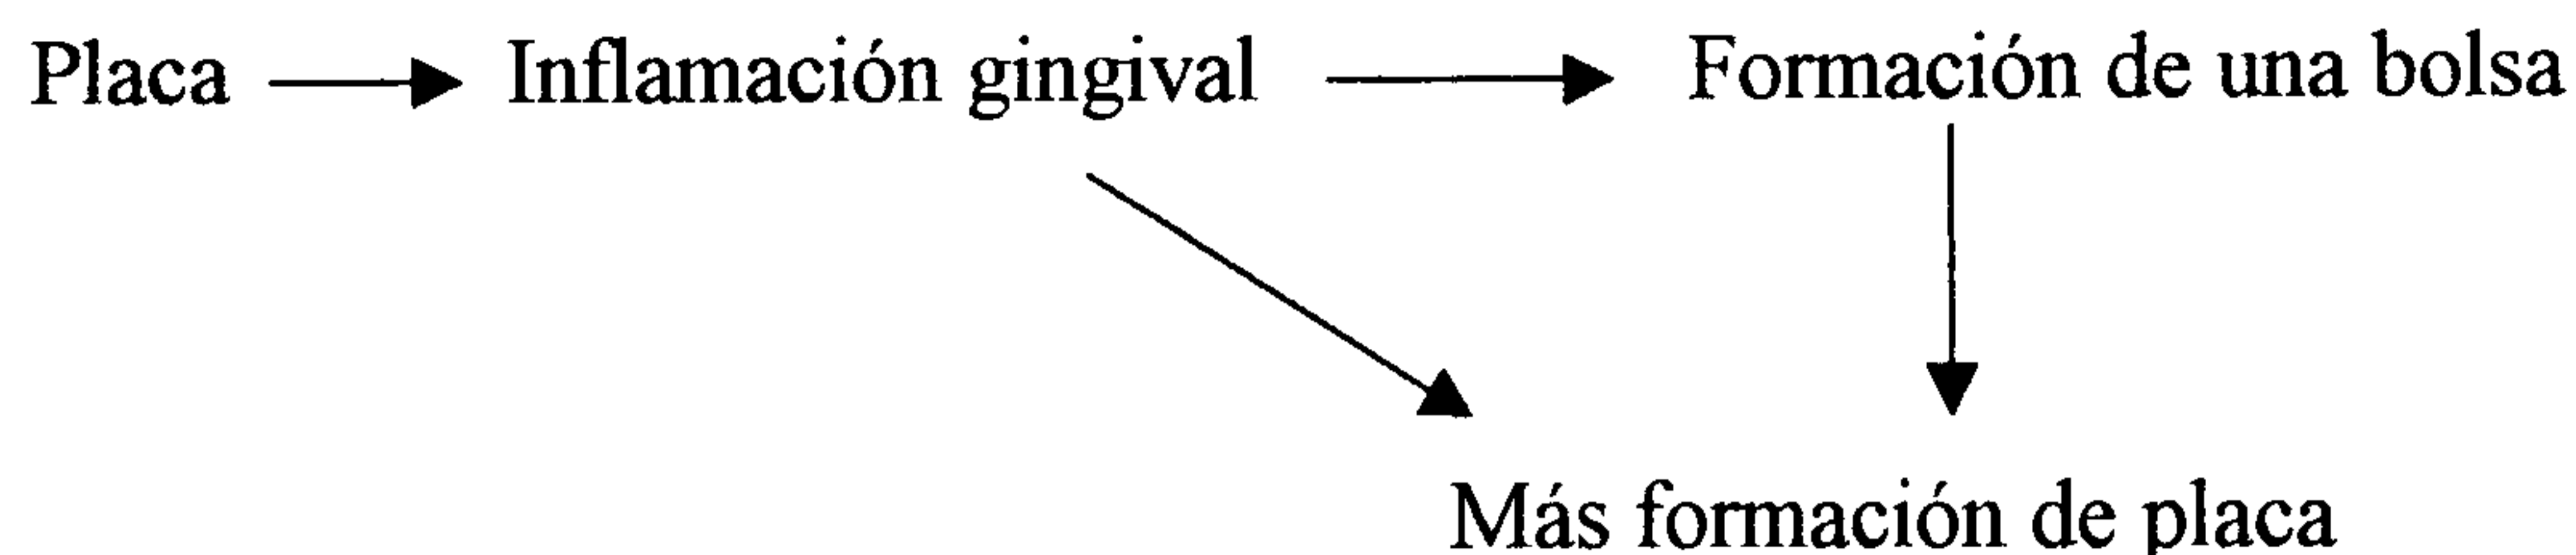 Placa Inflamación gingival Formación de una bolsa
Más formación de placa